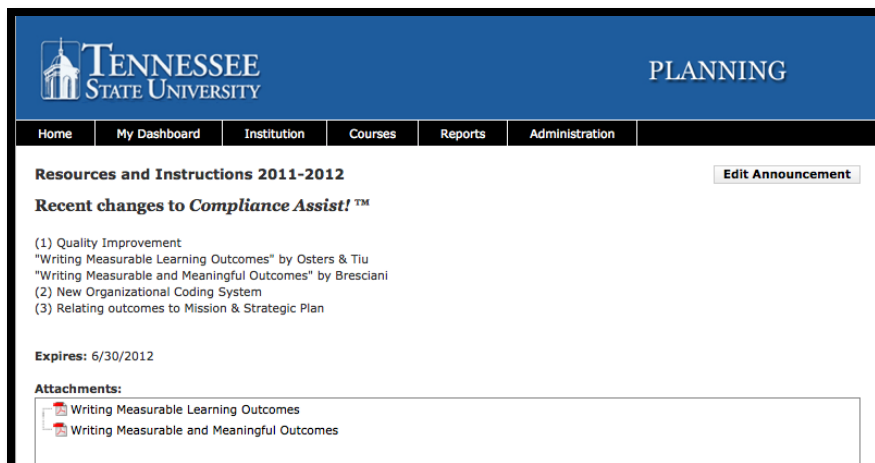 TENNESSEE
STATE UNIVERSITY
PLANNING
Home My Dashboard Institution Courses Reports Administration
Resources and Instructions 2011-2012
Edit Announcement
Recent changes to Compliance Assist! ™
(1) Quality Improvement
"Writing Measurable Learning Outcomes" by Osters & Tiu
"Writing Measurable and Meaningful Outcomes" by Bresciani
(2) New Organizational Coding System
(3) Relating outcomes to Mission & Strategic Plan
Expires: 6/30/2012
Attachments:
Writing Measurable Learning Outcomes
Writing Measurable and Meaningful Outcomes